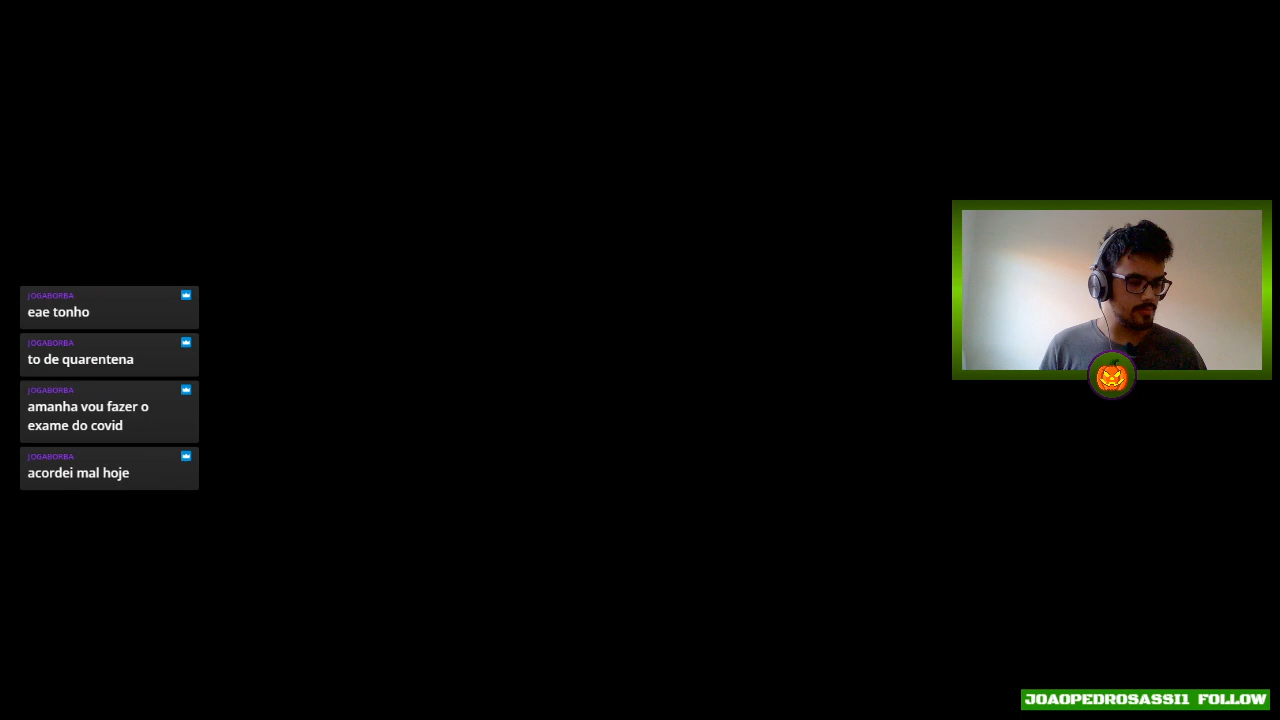 JOGABORBA
eae tonho
JOGABORBA
to de quarentena
JOGABORBA
amanha vou fazer o
exame do covid
JOGABORBA
acordei mal hoje
JOAOPEDROSASSI1 FOLLOW